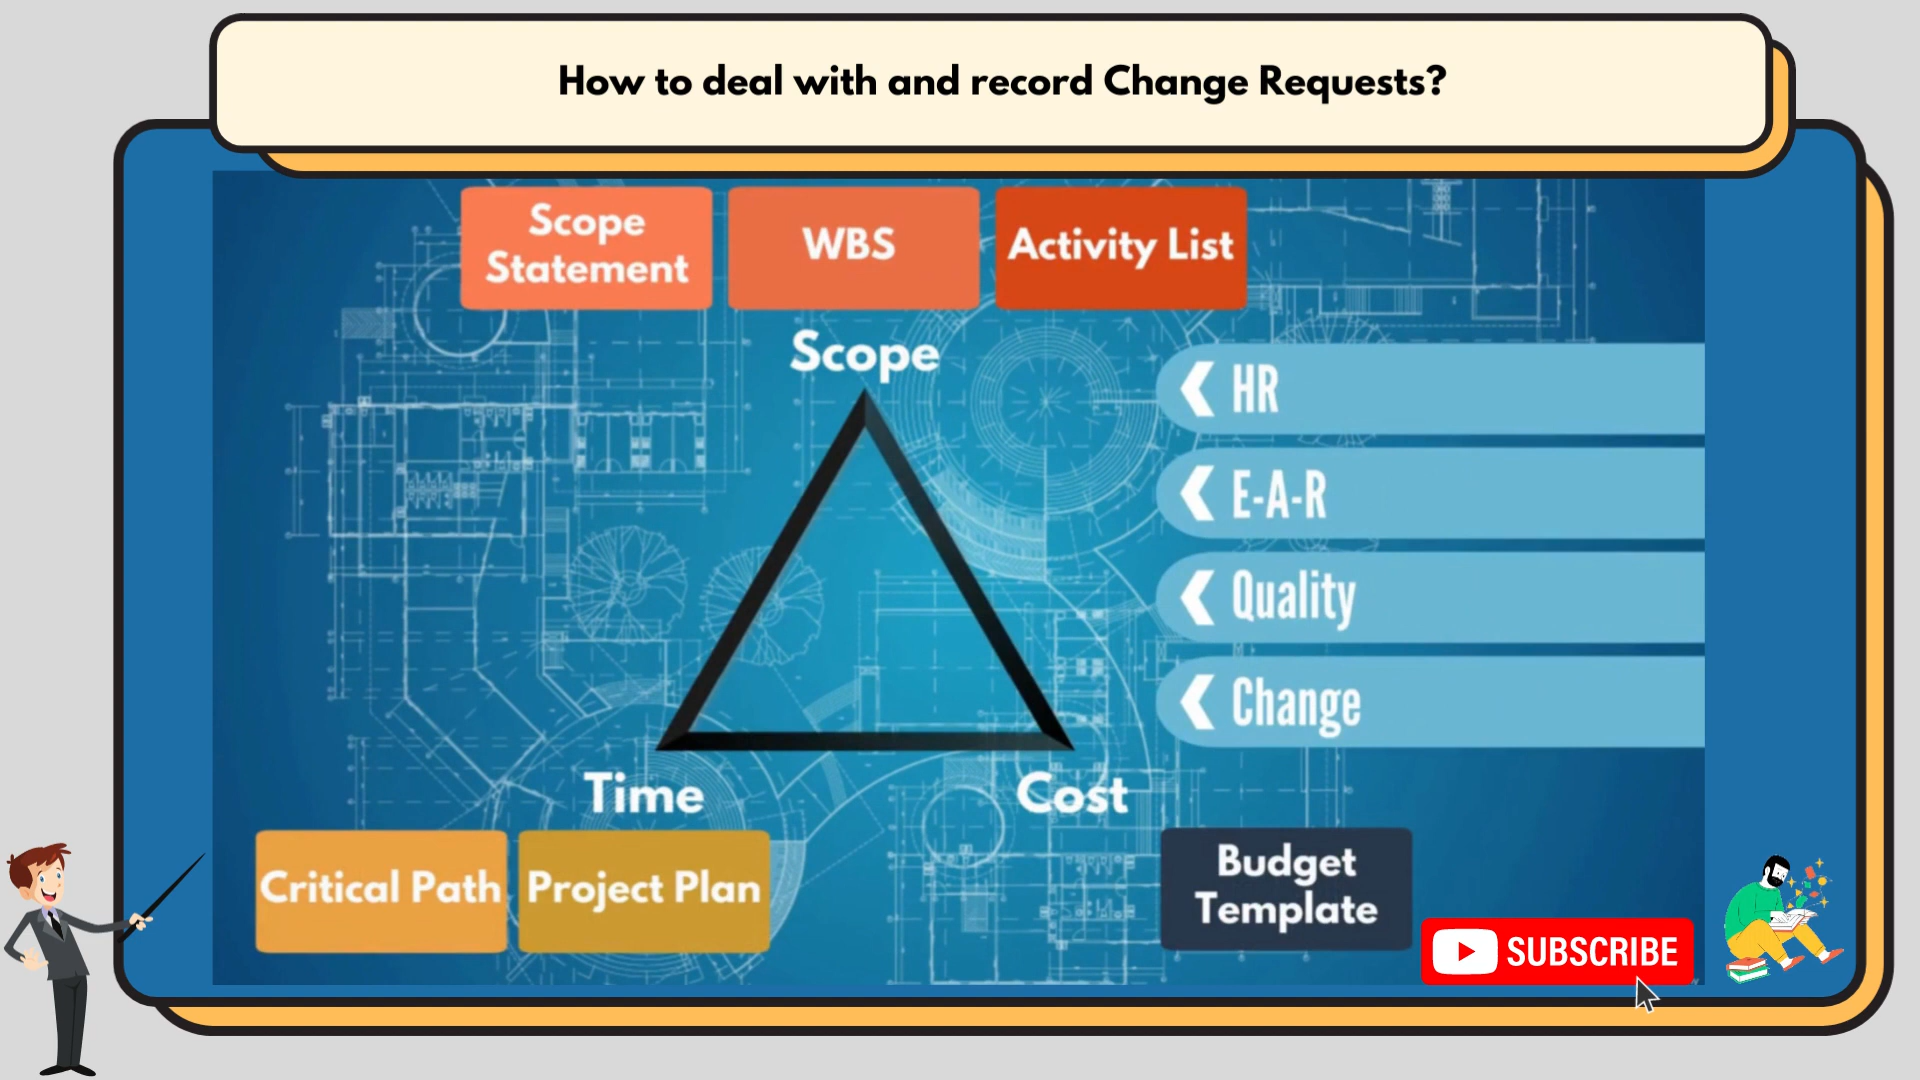 How to deal with and record Change Requests?
Scope
Statement
WBS
Activity List
Scope
HR
E-A-R
Quality
Change
Time
Cost
Critical Path
Project Plan
Budget
Template
SUBSCRIBE